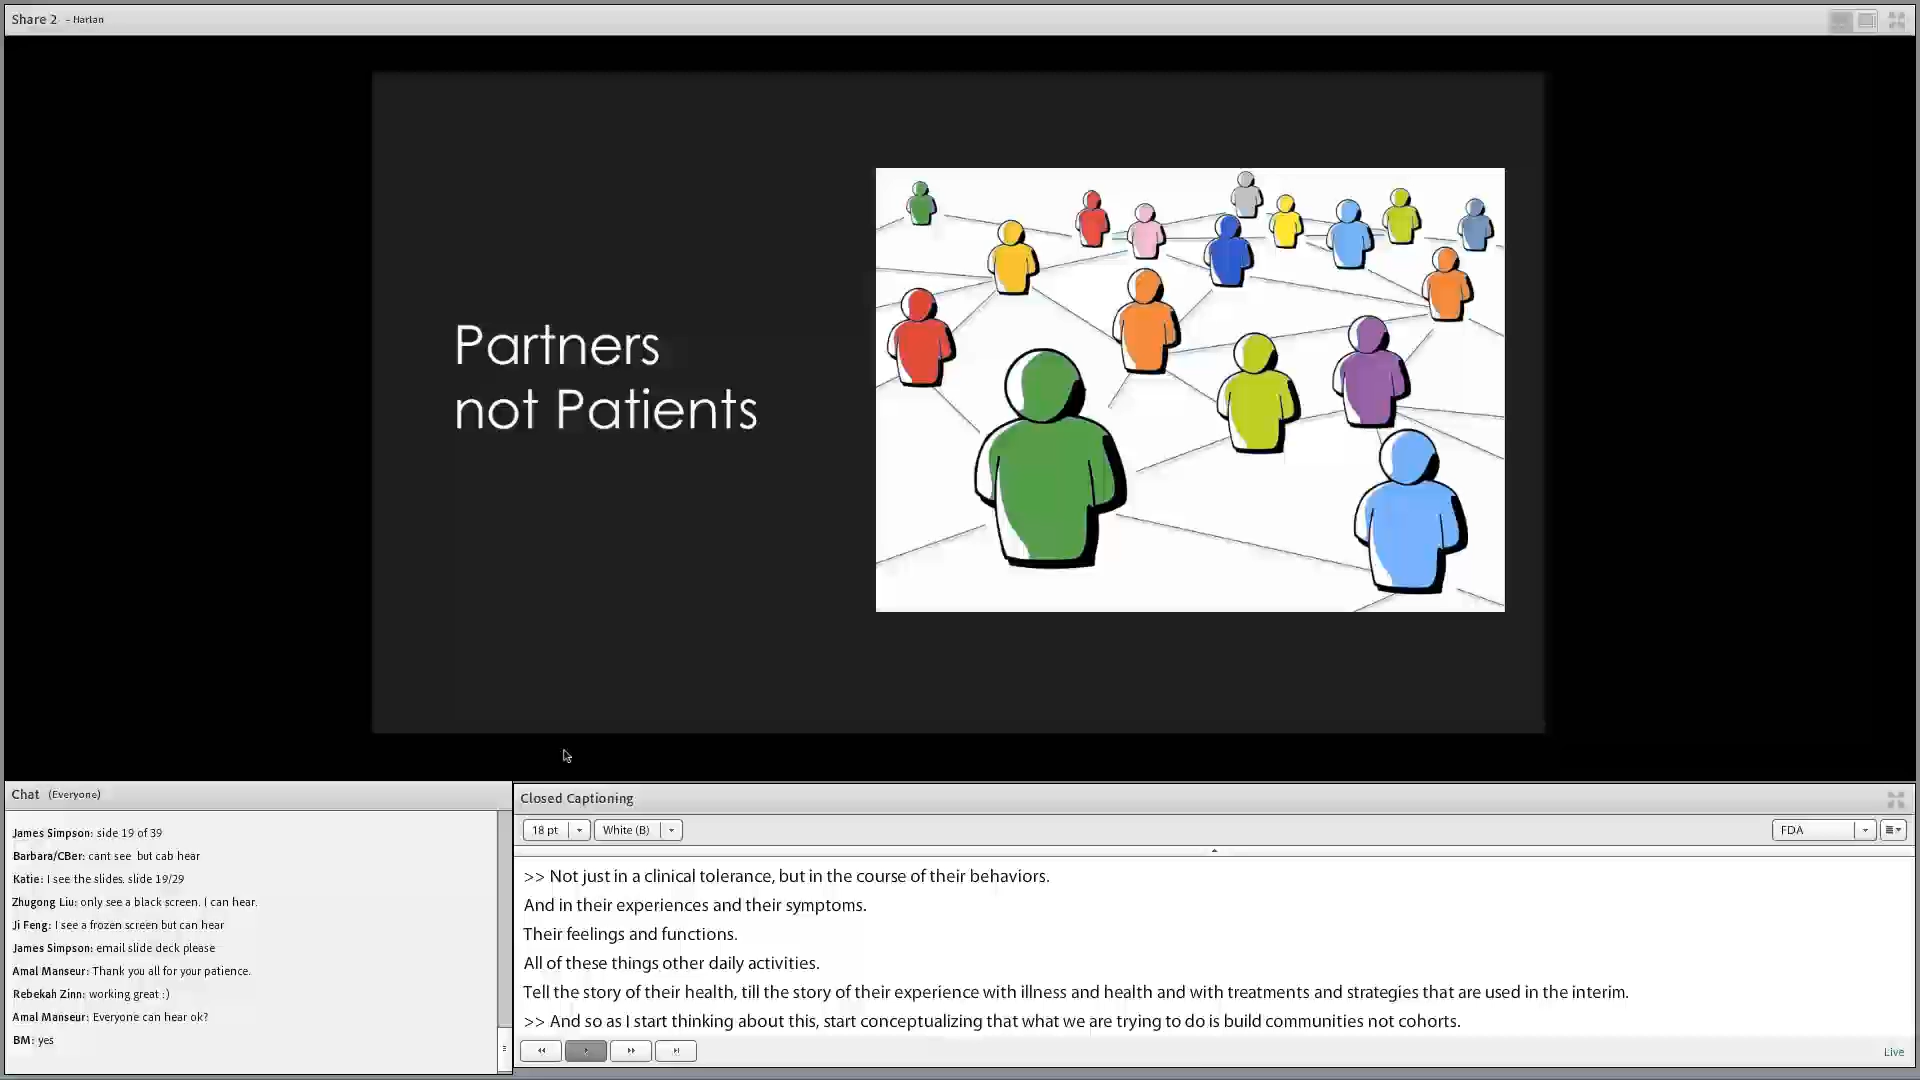 Share 2 - Harlan
Partners
not Patients
Chat (Everyone)
James Simpson: side 19 of 39
Barbara/CBer: cant see but cab hear
Katie: I see the slides. slide 19/29
Zhugong Liu: only see a black screen. I can hear.
Ji Feng: I see a frozen screen but can hear
James Simpson: email slide deck please
Amal Manseur: Thank you all for your patience.
Rebekah Zinn: working great :)
Amal Manseur: Everyone can hear ok?
BM: yes
Closed Captioning
18 pt White (B) FDA
>> Not just in a clinical tolerance, but in the course of their behaviors.
And in their experiences and their symptoms.
Their feelings and functions.
All of these things other daily activities.
Tell the story of their health, till the story of their experience with illness and health and with treatments and strategies that are used in the interim.
>> And so as I start thinking about this, start conceptualizing that what we are trying to do is build communities not cohorts.
Live